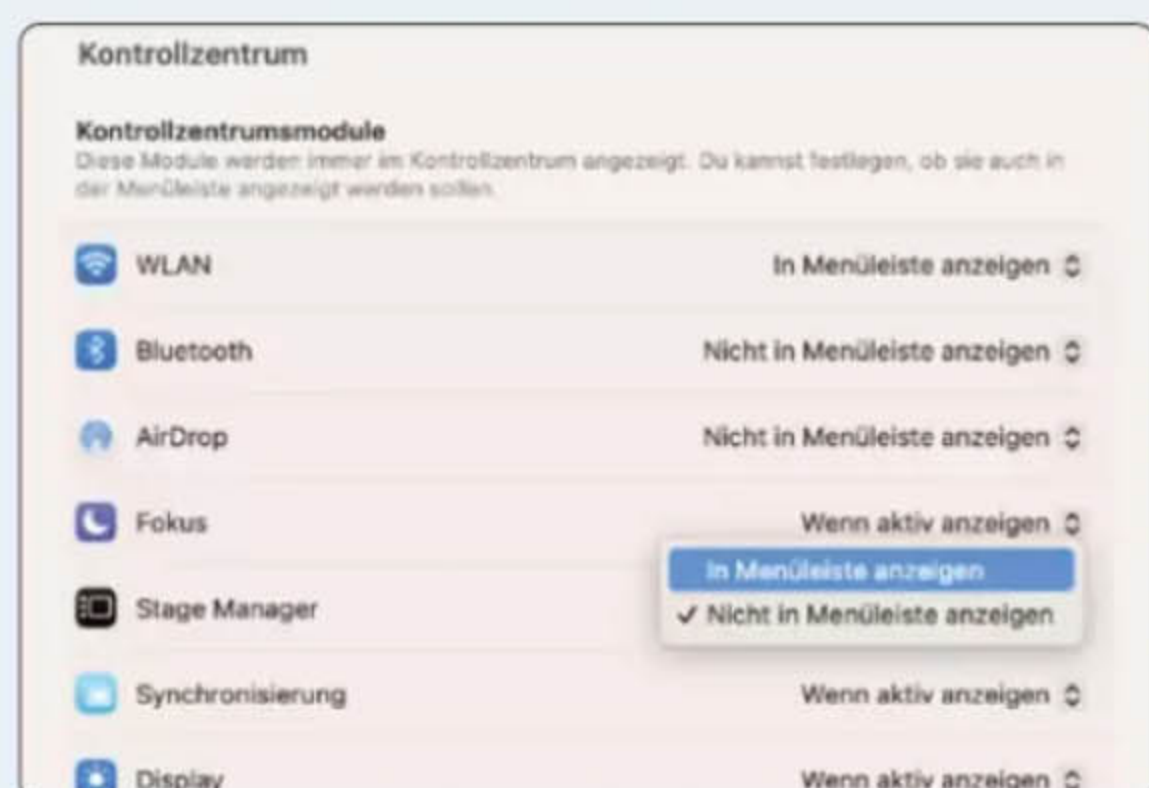 Kontrollzentrum
Kontrollzentrumsmodule
Diese Module werden immer im Kontrollzentrum angezeigt. Du kannst festlegen, ob sie auch in
der Menüleiste angezeigt werden sollen.
WLAN In Menüleiste anzeigen
Bluetooth Nicht in Menüleiste anzeigen
AirDrop Nicht in Menüleiste anzeigen
Fokus Wenn aktiv anzeigen
In Menüleiste anzeigen
Stage Manager ✓ Nicht in Menüleiste anzeigen
Synchronisierung Wenn aktiv anzeigen
Display Wenn aktiv anzeigen